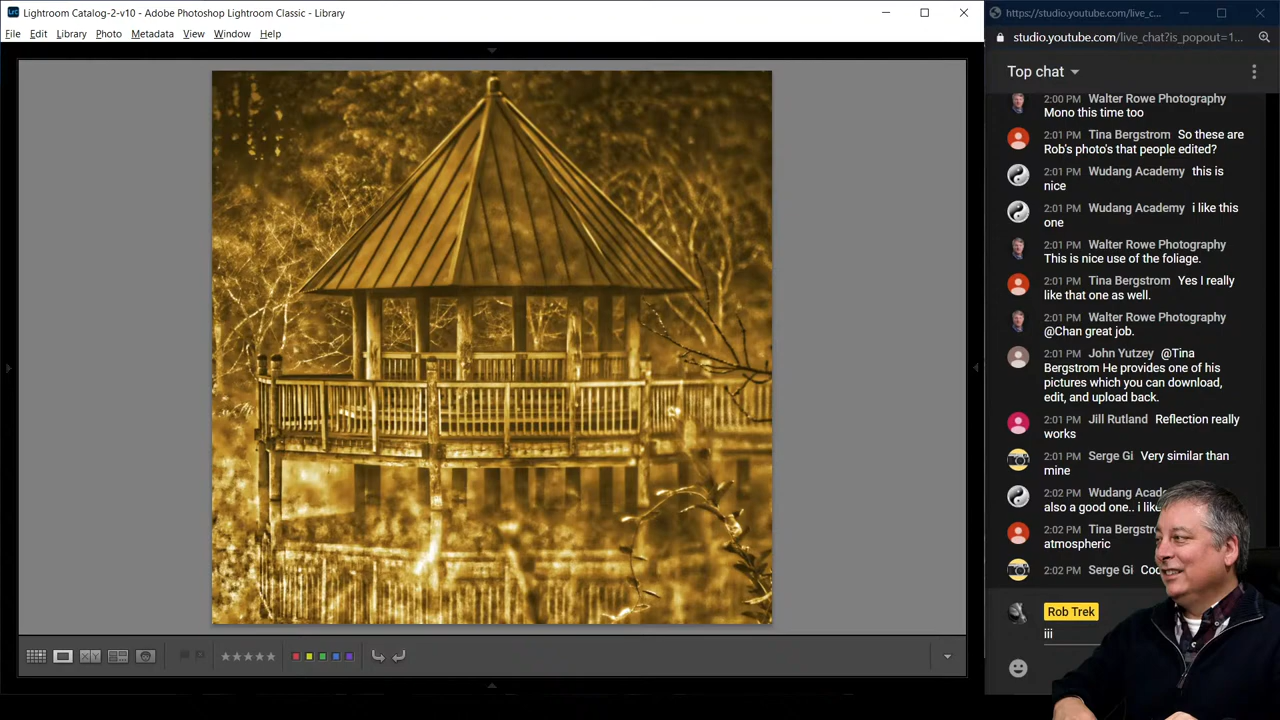 Lightroom Catalog-2-v10 - Adobe Photoshop Lightroom Classic - Library
File Edit Library Photo Metadata View Window Help
https://studio.youtube.com/live_c...
studio.youtube.com/live_chat?is_popout=1...
Top chat
2:00 PM Walter Rowe Photography
Mono this time too
2:01 PM Tina Bergstrom So these are
Rob's photo's that people edited?
2:01 PM Wudang Academy this is
nice
2:01 PM Wudang Academy i like this
one
2:01 PM Walter Rowe Photography
This is nice use of the foliage.
2:01 PM Tina Bergstrom Yes I really
like that one as well.
2:01 PM Walter Rowe Photography
@Chan great job.
2:01 PM John Yutzey @Tina
Bergstrom He provides one of his
pictures which you can download,
edit, and upload back.
2:01 PM Jill Rutland Reflection really
works
2:01 PM Serge Gi Very similar than
mine
2:02 PM Wudang Acad
also a good one.. i like
2:02 PM Tina Bergstrom
atmospheric
2:02 PM Serge Gi Coo
Rob Trek
iii